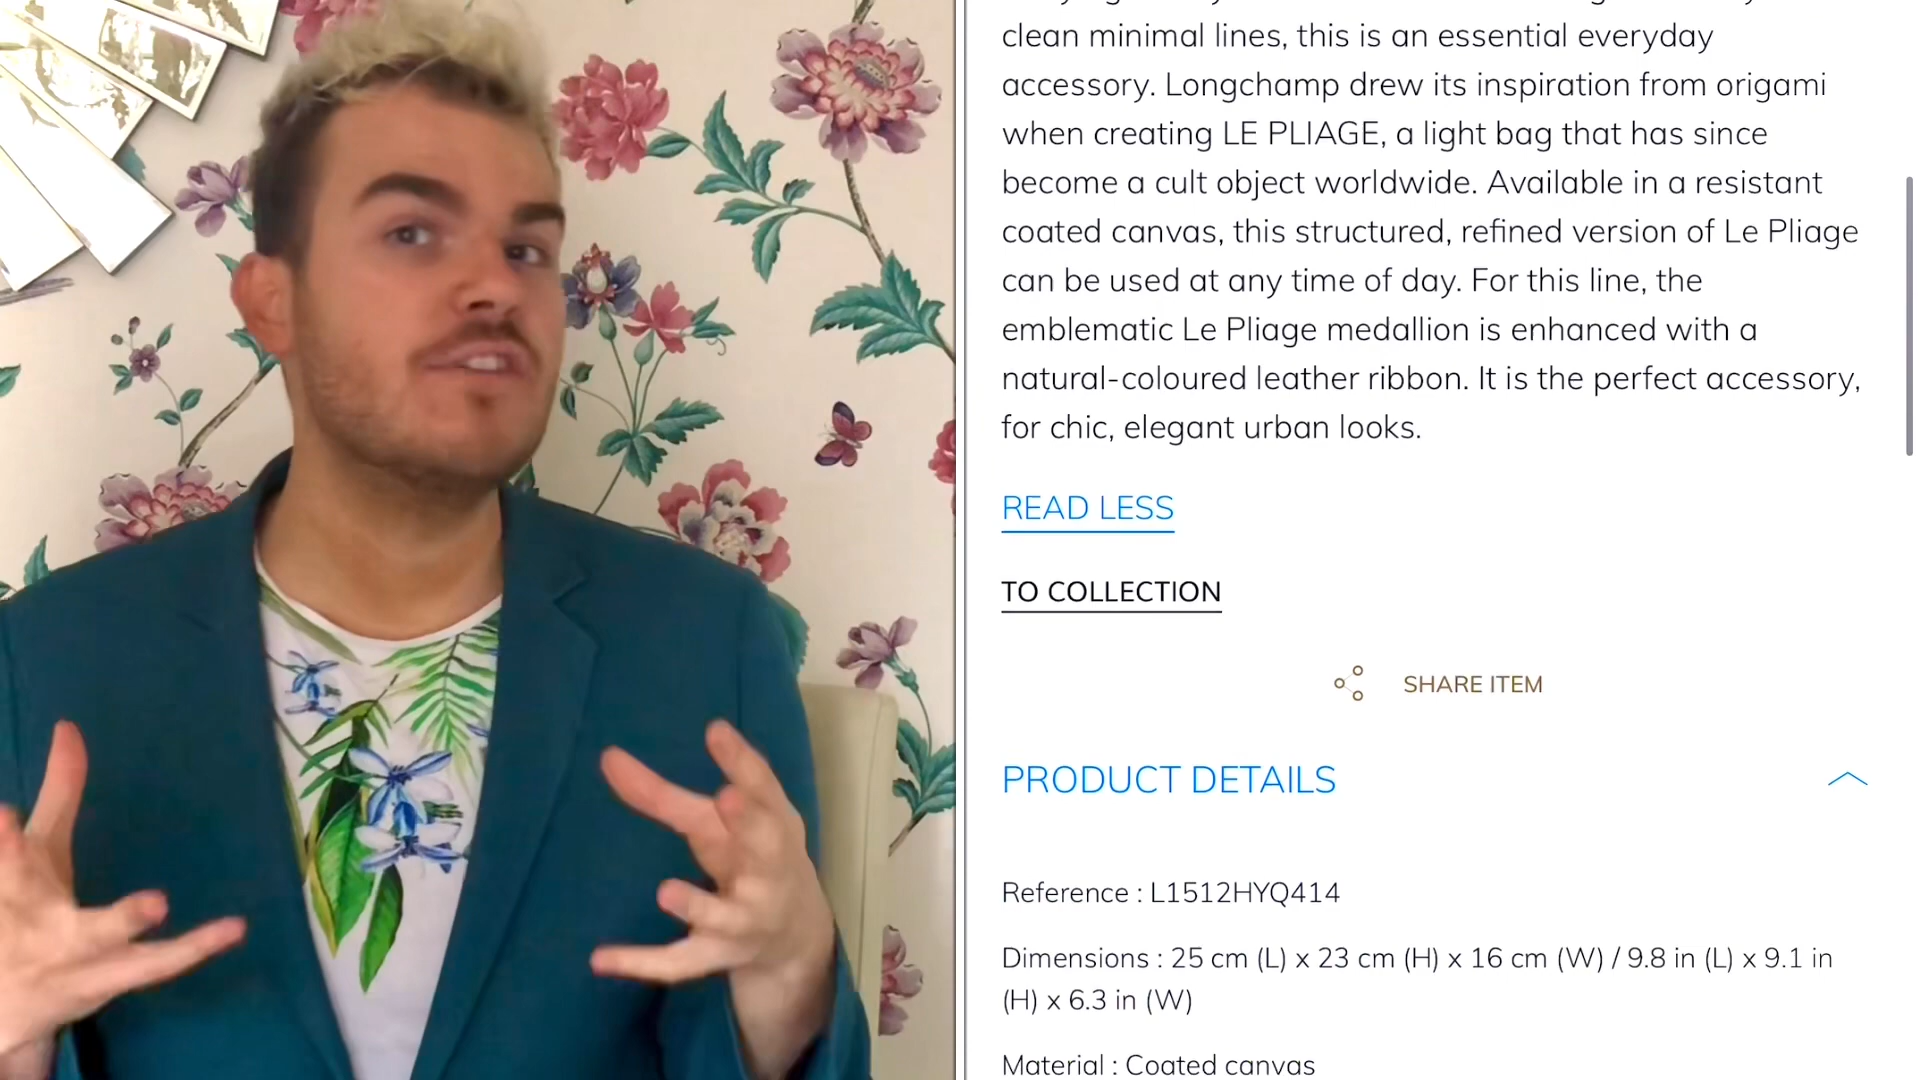 clean minimal lines, this is an essential everyday
accessory. Longchamp drew its inspiration from origami
when creating LE PLIAGE, a light bag that has since
become a cult object worldwide. Available in a resistant
coated canvas, this structured, refined version of Le Pliage
can be used at any time of day. For this line, the
emblematic Le Pliage medallion is enhanced with a
natural-coloured leather ribbon. It is the perfect accessory,
for chic, elegant urban looks.
READ LESS
TO COLLECTION
SHARE ITEM
PRODUCT DETAILS
Reference : L1512HYQ414
Dimensions : 25 cm (L) x 23 cm (H) x 16 cm (W) / 9.8 in (L) x 9.1 in
(H) x 6.3 in (W)
Material : Coated canvas